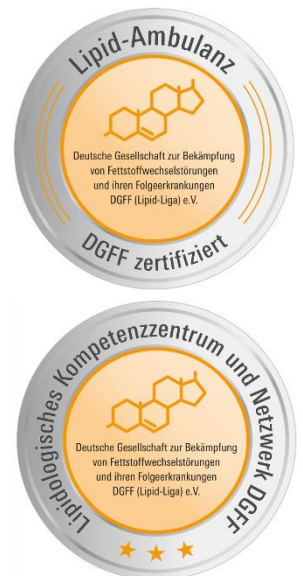 Lipid-Ambulanz
Deutsche Gesellschaft zur Bekämpfung
von Fettstoffwechselstörungen
und ihren Folgeerkrankungen
DGFF (Lipid-Liga) e.V.
DGFF zertifiziert
Lipidologisches Kompetenzzentrum und Netzwerk DGFF
Deutsche Gesellschaft zur Bekämpfung
von Fettstoffwechselstörungen
und ihren Folgeerkrankungen
DGFF (Lipid-Liga) e.V.